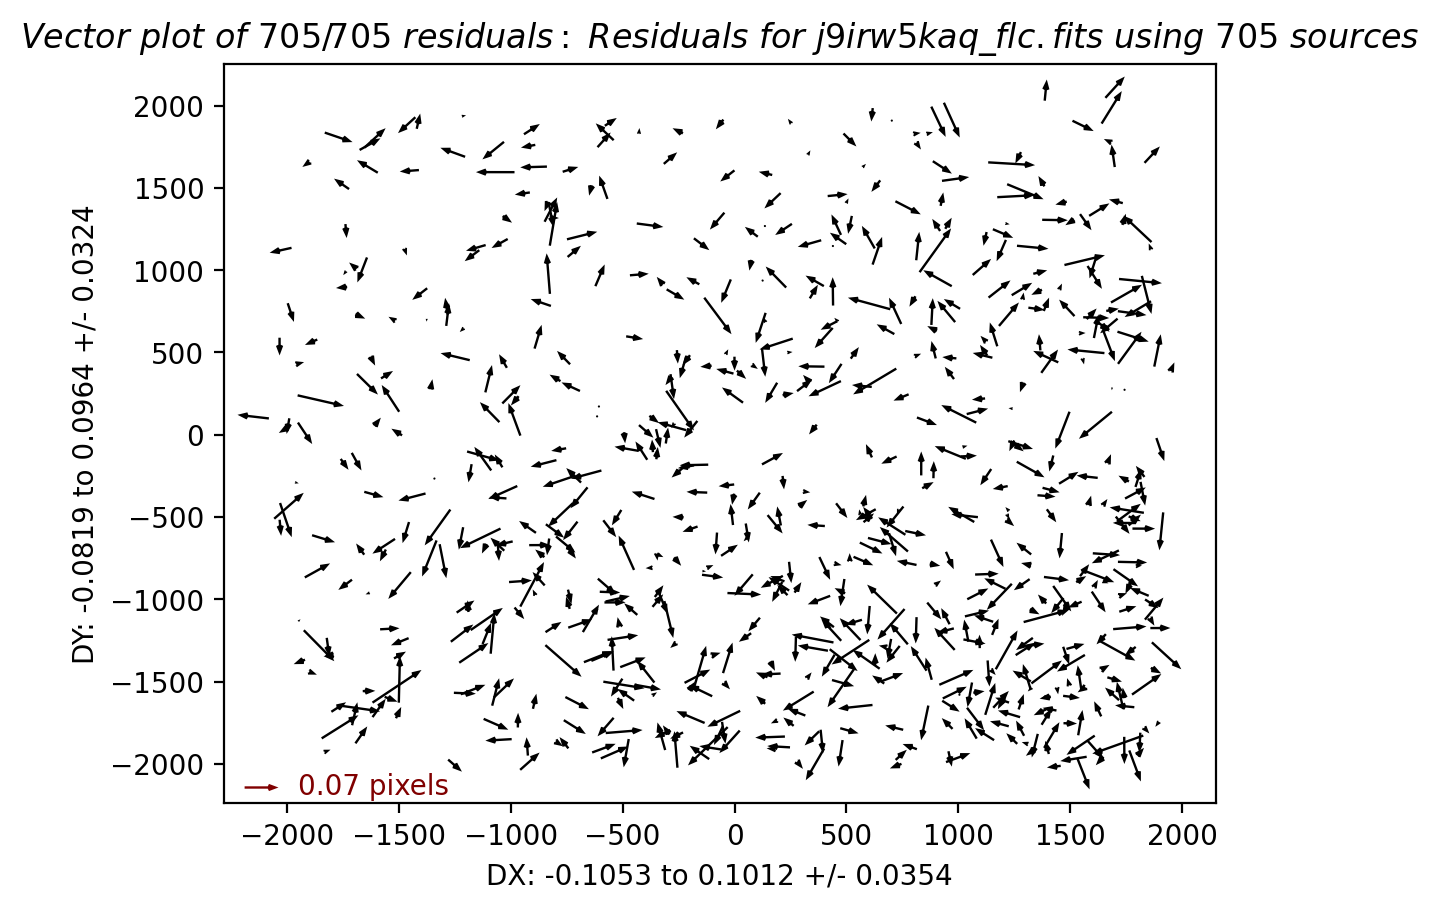 Vector plot of 705/705 residuals: Residuals for j9irw5kaq_flc.fits using 705 sources
2000
1500
1000
500
0
−500
−1000
−1500
−2000
DY: -0.0819 to 0.0964 +/- 0.0324
0.07 pixels
−2000 −1500 −1000 −500 0 500 1000 1500 2000
DX: -0.1053 to 0.1012 +/- 0.0354